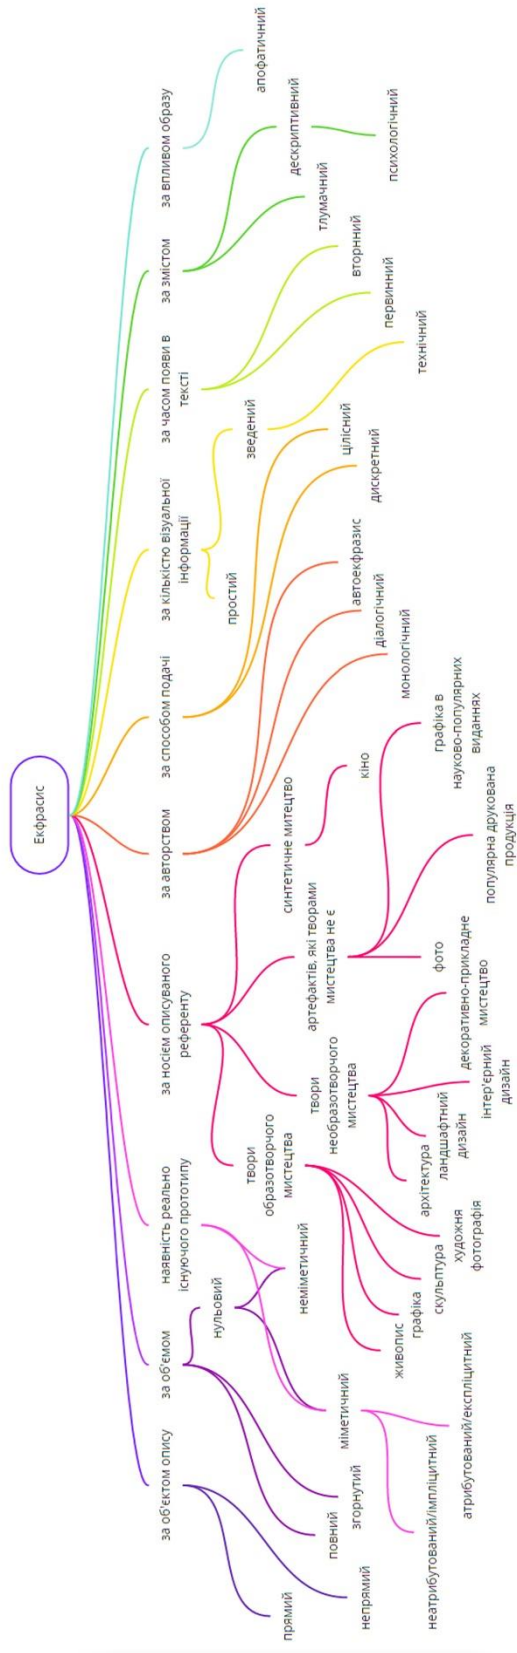 Екфрасис
за об'єктом опису
прямий
непрямий
за об'ємом
повний
згорнутий
нульовий
наявність реально
існуючого прототипу
неміметичний
міметичний
неатрибутований/імпліцитний
атрибутований/експліцитний
за носієм описуваного
референту
твори
образотворчого
мистецтва
живопис
графіка
скульптура
художня
фотографія
твори
необразотворчого
мистецтва
архітектура
ландшафтний
дизайн
інтер'єрний
дизайн
декоративно-прикладне
мистецтво
артефактів, які творами
мистецтва не є
фото
популярна друкована
продукція
графіка в
науково-популярних
виданнях
синтетичне митецтво
кіно
за авторством
монологічний
діалогічний
автоекфразис
за способом подачі
дискретний
цілісний
за кількістю візуальної
інформації
простий
зведений
технічний
за часом появи в
тексті
первинний
вторнний
за змістом
тлумачний
дескриптивний
психологічний
за впливом образу
апофатичний